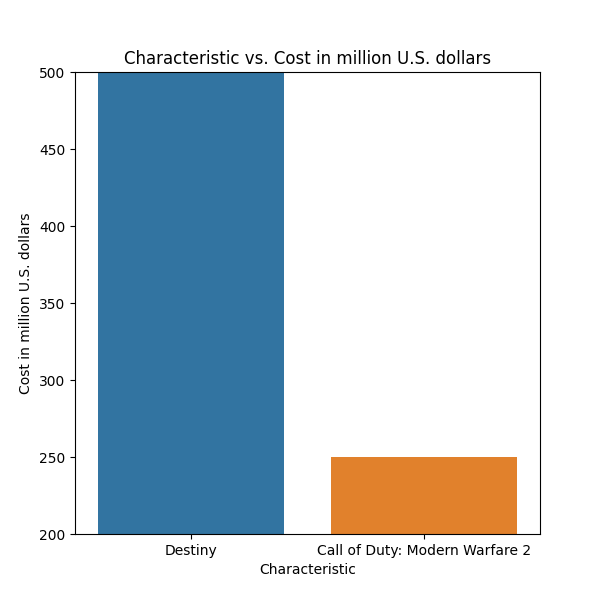 Characteristic vs. Cost in million U.S. dollars
500
450
400
350
300
250
200
Cost in million U.S. dollars
Destiny
Call of Duty: Modern Warfare 2
Characteristic